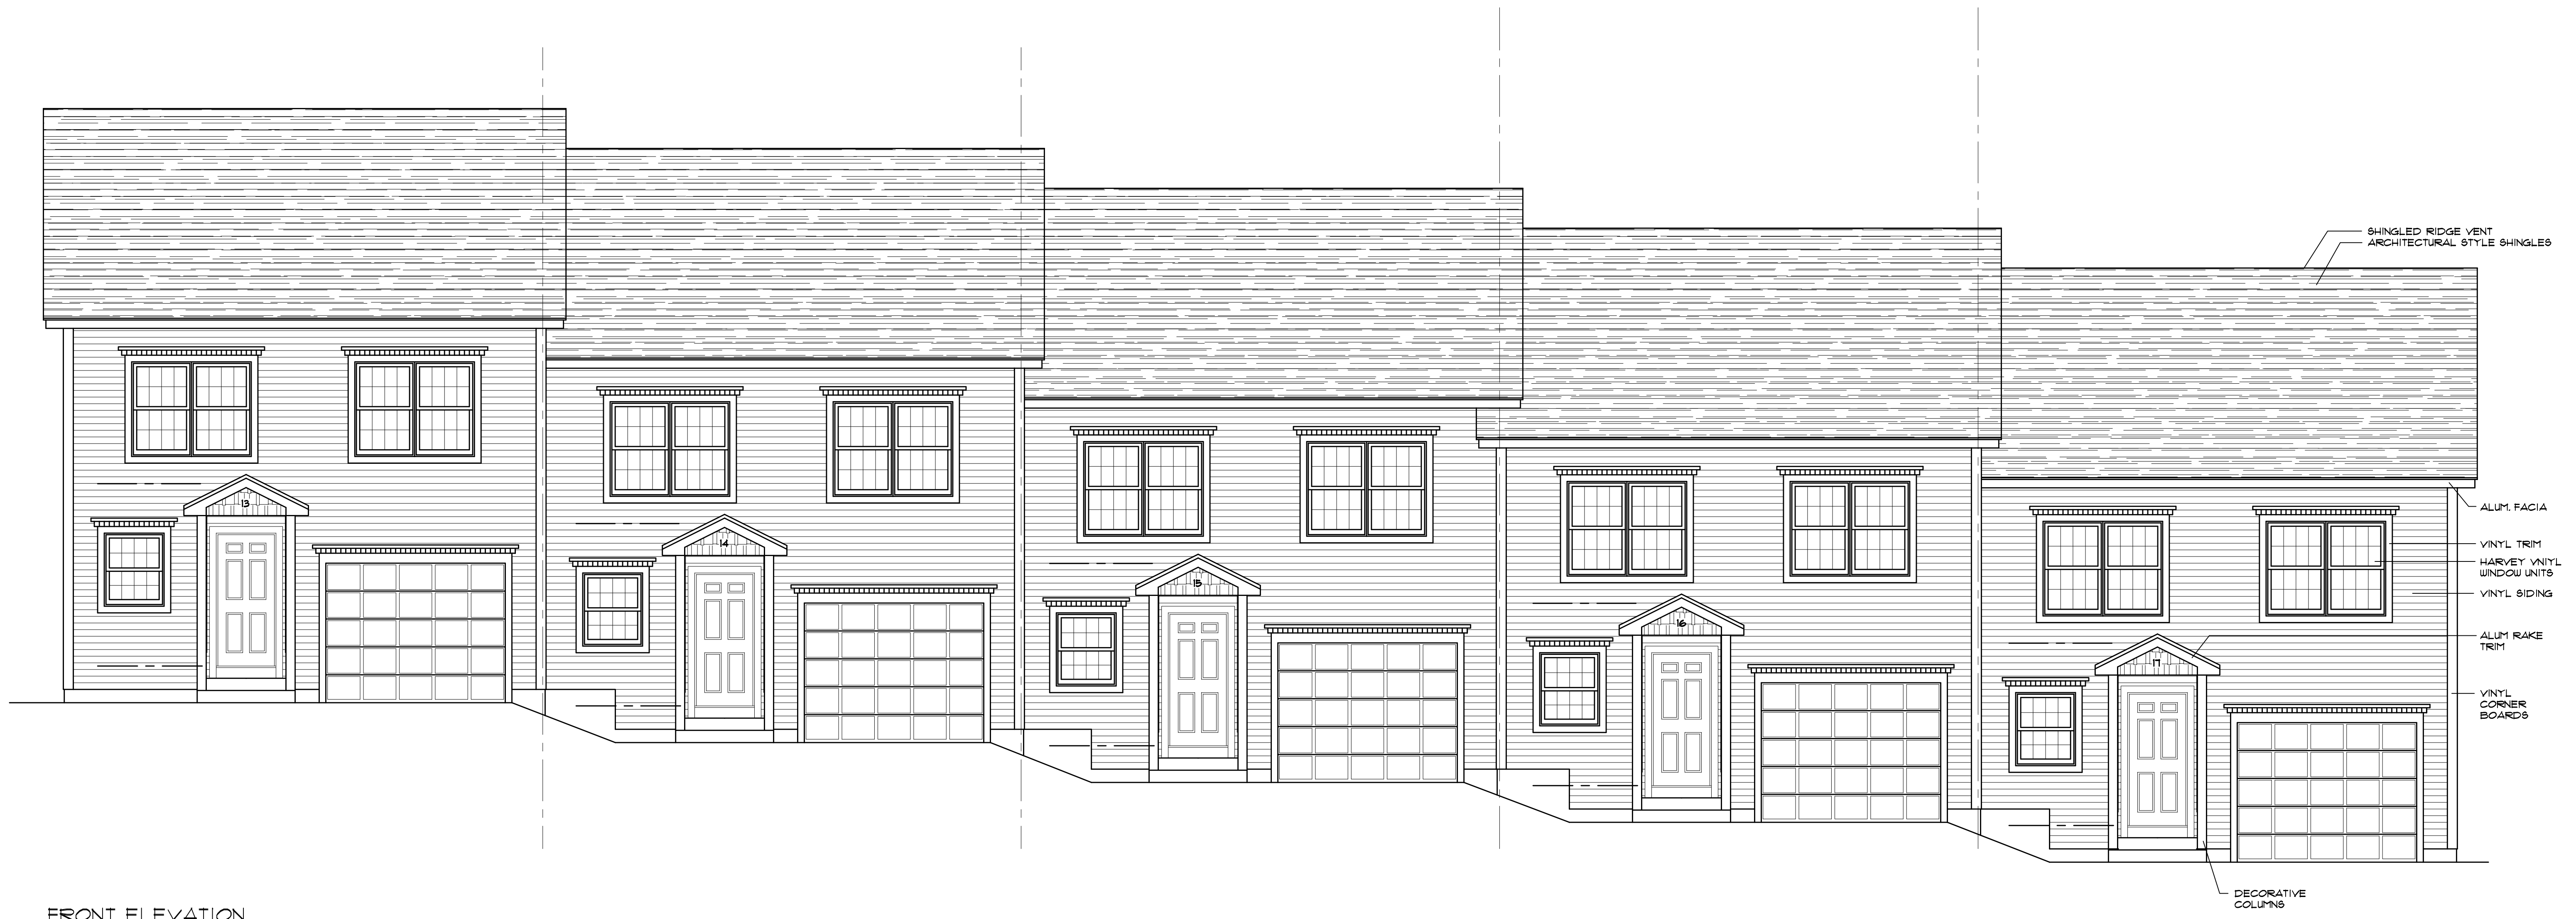 SHINGLED RIDGE VENT
ARCHITECTURAL STYLE SHINGLES
13
14
15
16
17
ALUM. FACIA
VINYL TRIM
HARVEY VNIYL
WINDOW UNITS
VINYL SIDING
ALUM RAKE
TRIM
VINYL
CORNER
BOARDS
DECORATIVE
COLUMNS
FRONT ELEVATION